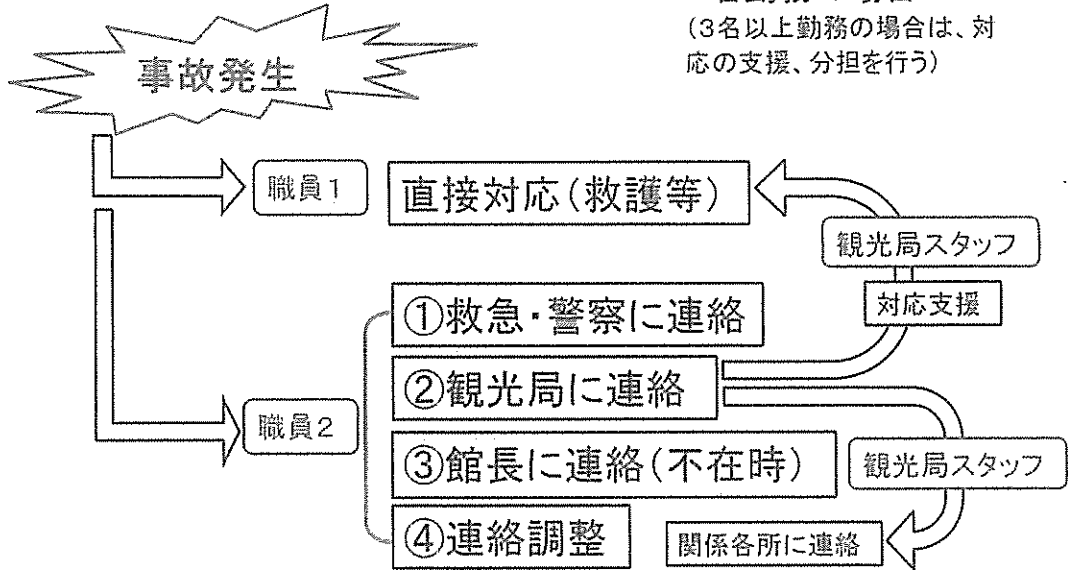 (3名以上勤務の場合は、対
応の支援、分担を行う)
事故発生
職員1
直接対応(救護等)
観光局スタッフ
対応支援
職員2
①救急・警察に連絡
②観光局に連絡
③館長に連絡(不在時)
④連絡調整
観光局スタッフ
関係各所に連絡